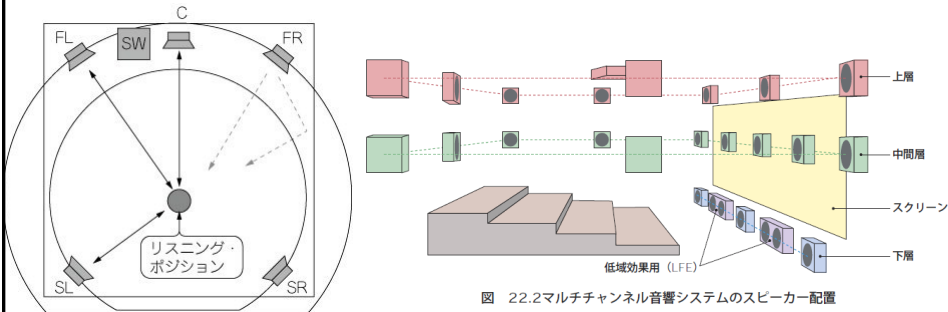 C
FL
SW
FR
リスニング・
ポジション
SL
SR
上層
中間層
スクリーン
下層
低域効果用（LFE）
図 22.2マルチチャンネル音響システムのスピーカー配置